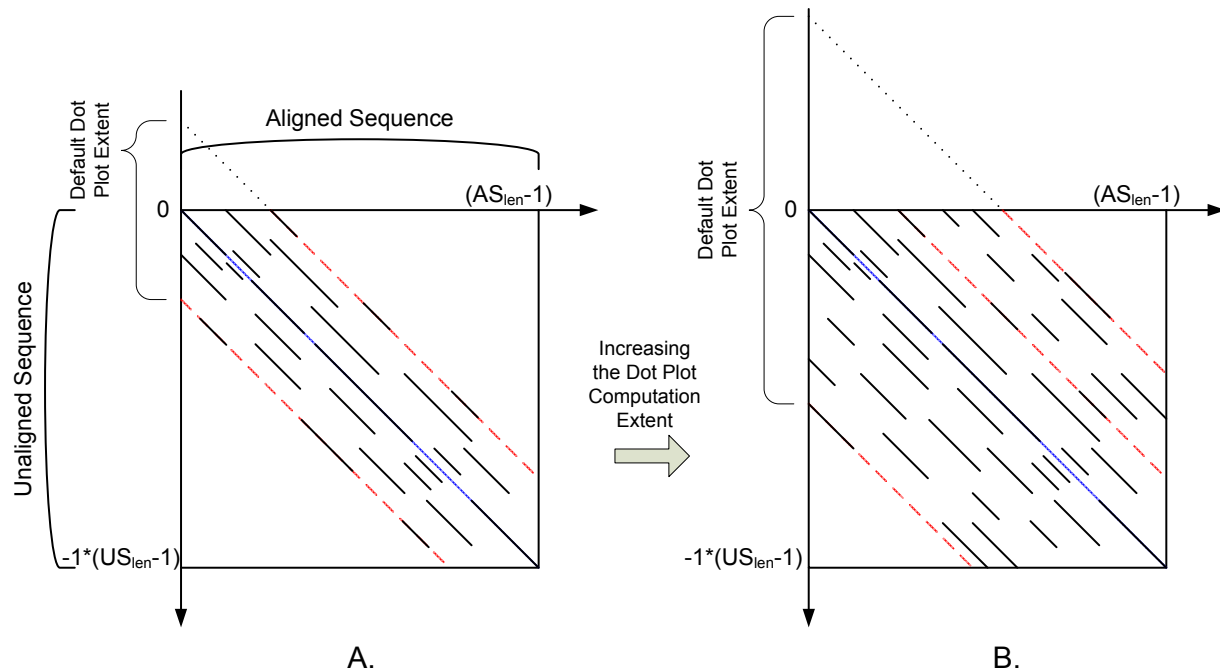 Default Dot
Plot Extent
Aligned Sequence
(ASlen-1)
0
Unaligned Sequence
-1*(USlen-1)
A.
Increasing
the Dot Plot
Computation
Extent
Default Dot
Plot Extent
(ASlen-1)
0
-1*(USlen-1)
B.